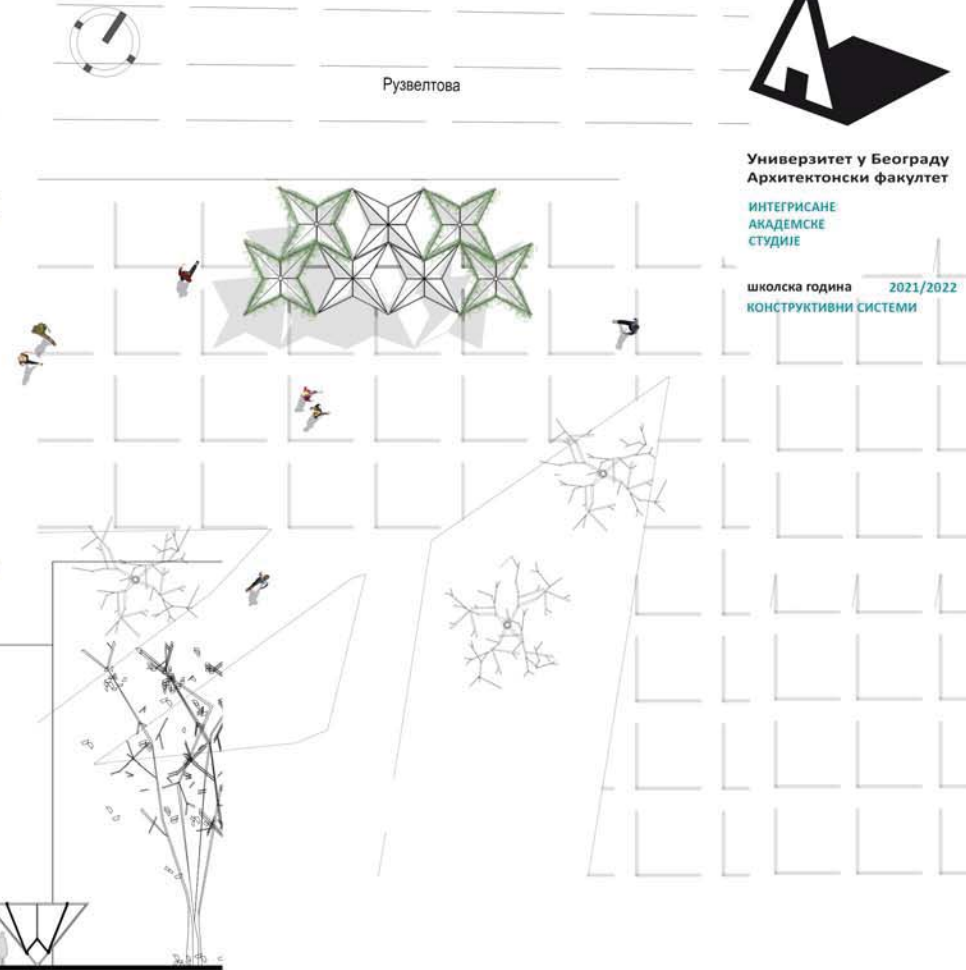 Рузвелтова
Универзитет у Београду
Архитектонски факултет
ИНТЕГРИСАНЕ
АКАДЕМСКЕ
СТУДИЈЕ
школска година 2021/2022
КОНСТРУКТИВНИ СИСТЕМИ